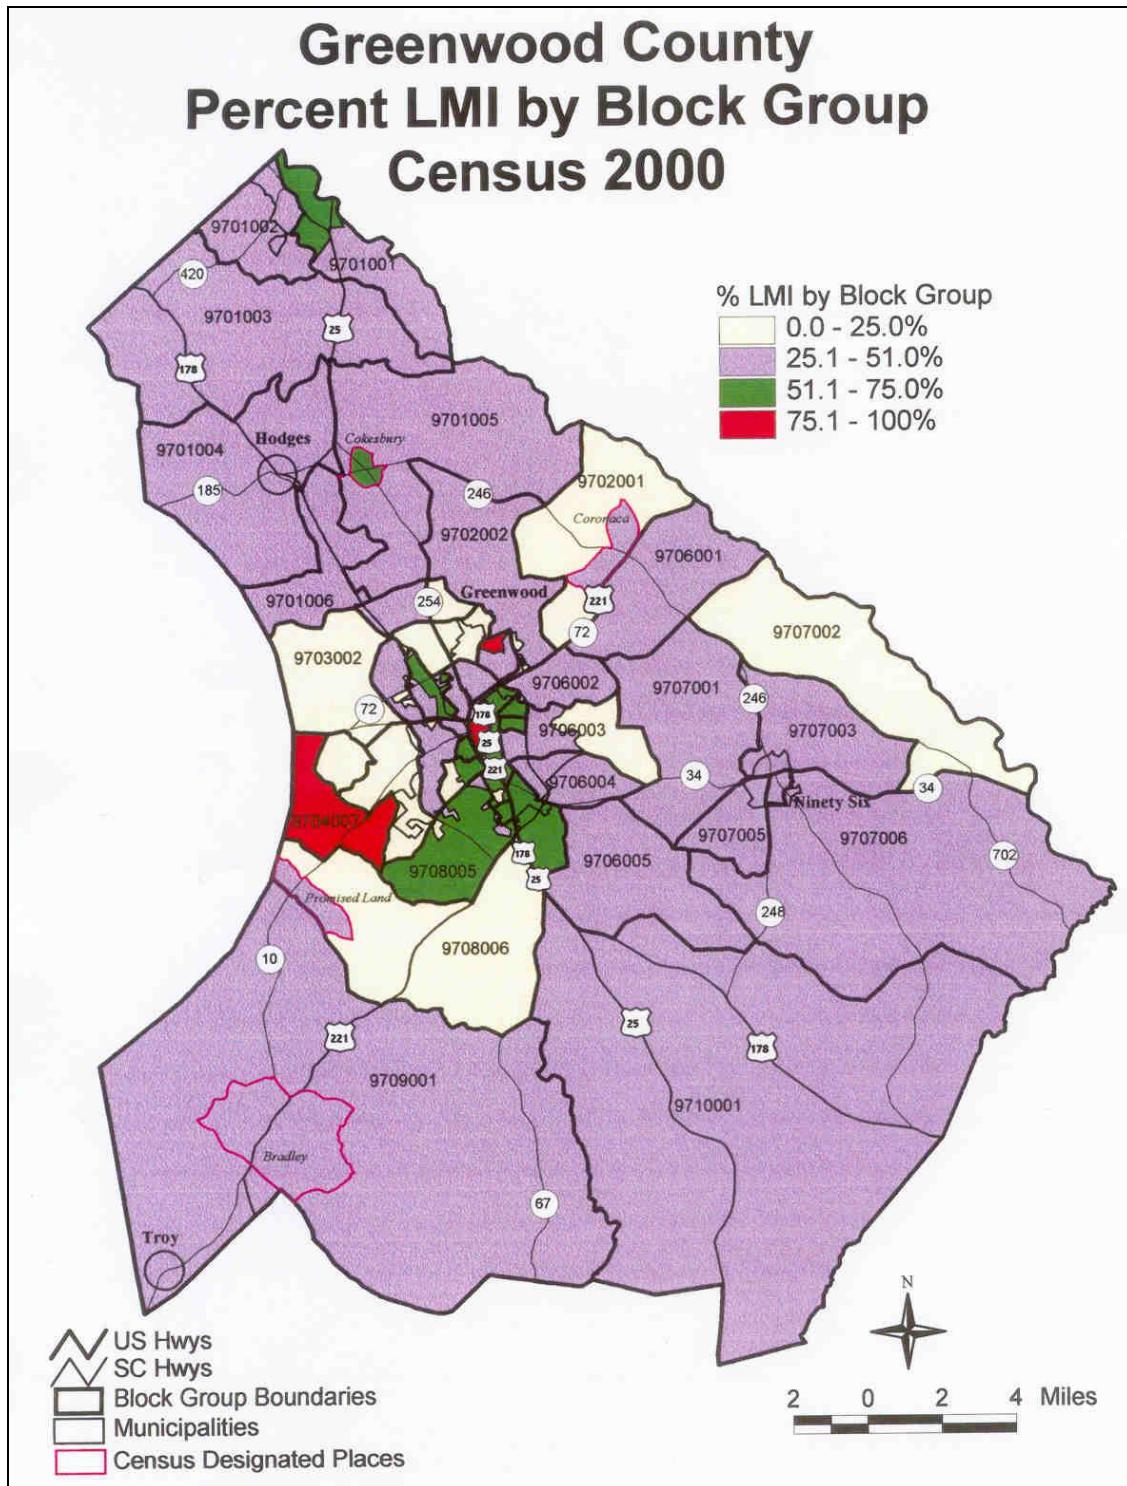 Greenwood County
Percent LMI by Block Group
Census 2000
9701002
9701001
420
9701003
25
178
% LMI by Block Group
0.0 - 25.0%
25.1 - 51.0%
51.1 - 75.0%
75.1 - 100%
9701005
9701004
Hodges
Cokesbury
185
246
9702001
Coronaca
9702002
9706001
9701006
254
Greenwood
221
72
9707002
9703002
9706002
9707001
246
72
178
9706003
9707003
25
221
9706004
34
34
Ninety Six
9704007
9707005
9707006
178
9706005
702
9708005
25
Promised Land
248
9708006
10
25
221
178
9709001
9710001
Bradley
67
Troy
N
US Hwys
SC Hwys
Block Group Boundaries
Municipalities
Census Designated Places
2 0 2 4 Miles